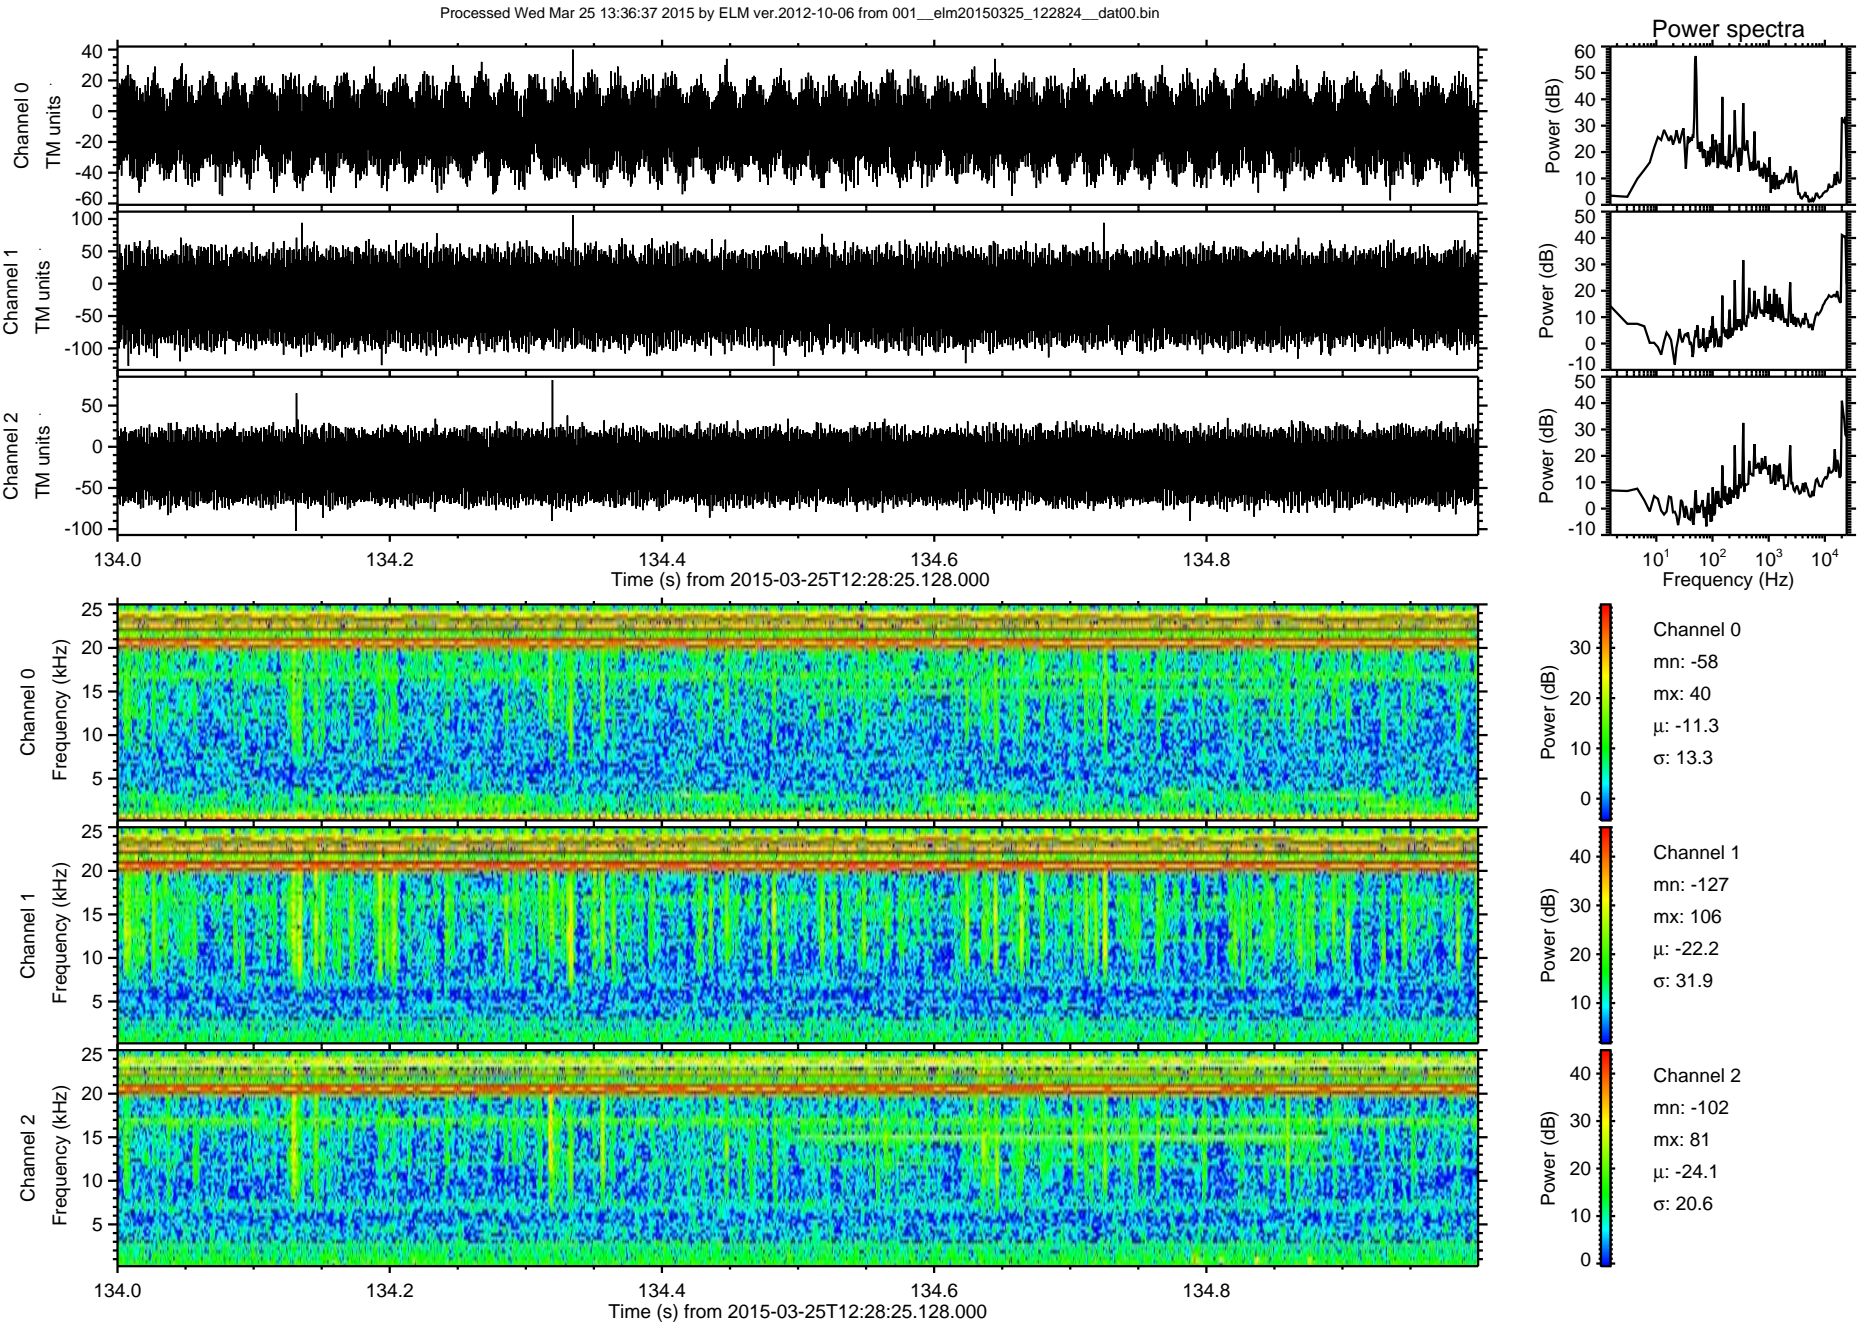 Processed Wed Mar 25 13:36:37 2015 by ELM ver.2012-10-06 from 001__elm20150325_122824__dat00.bin
Power spectra
Channel 0
TM units
40
20
0
-20
-40
-60
Power (dB)
60
50
40
30
20
10
0
Channel 1
TM units
100
50
0
-50
-100
Power (dB)
50
40
30
20
10
0
-10
Channel 2
TM units
50
0
-50
-100
Power (dB)
50
40
30
20
10
0
-10
134.0 134.2 134.4 134.6 134.8
Time (s) from 2015-03-25T12:28:25.128.000
10^1 10^2 10^3 10^4
Frequency (Hz)
Channel 0
Frequency (kHz)
25
20
15
10
5
Power (dB)
30
20
10
0
Channel 0
mn: -58
mx: 40
μ: -11.3
σ: 13.3
Channel 1
Frequency (kHz)
25
20
15
10
5
Power (dB)
40
30
20
10
Channel 1
mn: -127
mx: 106
μ: -22.2
σ: 31.9
Channel 2
Frequency (kHz)
25
20
15
10
5
Power (dB)
40
30
20
10
0
Channel 2
mn: -102
mx: 81
μ: -24.1
σ: 20.6
134.0 134.2 134.4 134.6 134.8
Time (s) from 2015-03-25T12:28:25.128.000